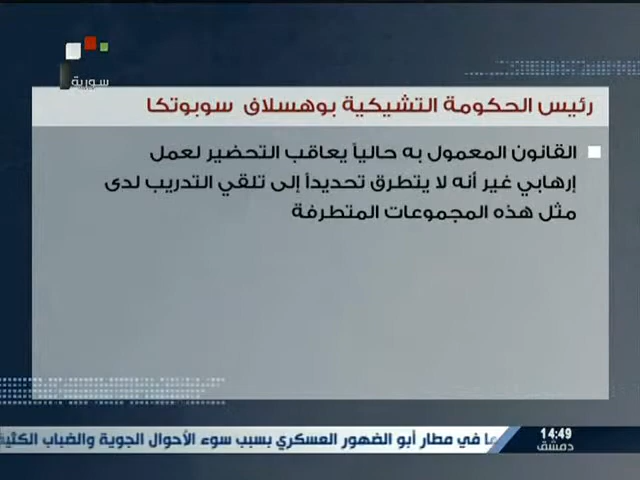 سورية
رئيس الحكومة التشيكية بوهسلاف سوبوتكا
القانون المعمول به حالياً يعاقب التحضير لعمل
إرهابي غير أنه لا يتطرق تحديداً إلى تلقي التدريب لدى
مثل هذه المجموعات المتطرفة
14:49
دمشق
في مطار أبو الضهور العسكري بسبب سوء الأحوال الجوية والضباب